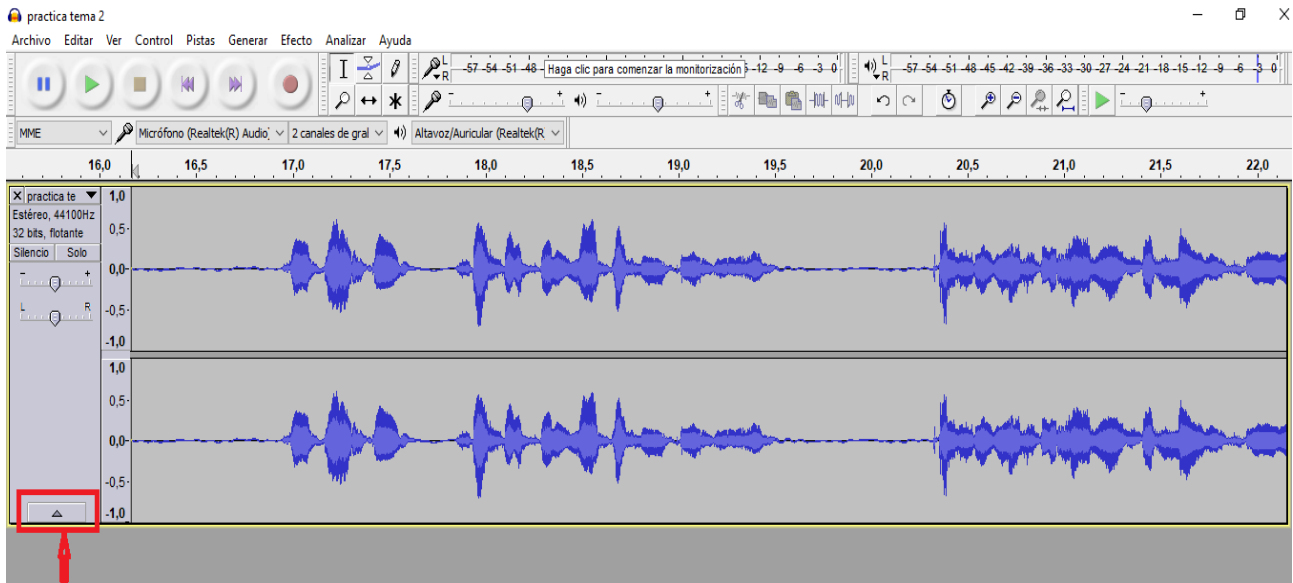 practica tema 2
Archivo Editar Ver Control Pistas Generar Efecto Analizar Ayuda
L R -57 -54 -51 -48 Haga clic para comenzar la monitorización -12 -9 -6 -3 0
L R -57 -54 -51 -48 -45 -42 -39 -36 -33 -30 -27 -24 -21 -18 -15 -12 -9 -6 -3 0
- + - + - +
MME Micrófono (Realtek(R) Audio) 2 canales de gral Altavoz/Auricular (Realtek(R
16,0 16,5 17,0 17,5 18,0 18,5 19,0 19,5 20,0 20,5 21,0 21,5 22,0
X practica te 1,0
Estéreo, 44100Hz
32 bits, flotante 0,5-
Silencio Solo
- + 0,0-
L R -0,5-
-1,0
1,0
0,5-
0,0-
-0,5-
-1,0